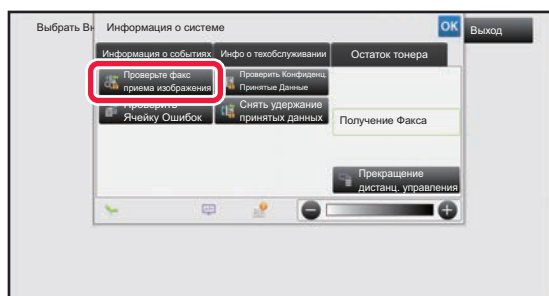 Выбрать Вн
Информация о системе
OK
Выход
Информация о событиях
Инфо о техобслуживании
Остаток тонера
Проверьте факс
приема изображения
Проверить Конфиденц.
Принятые Данные
Проверить
Ячейку Ошибок
Снять удержание
принятых данных
Получение Факса
Прекращение
дистанц. управления